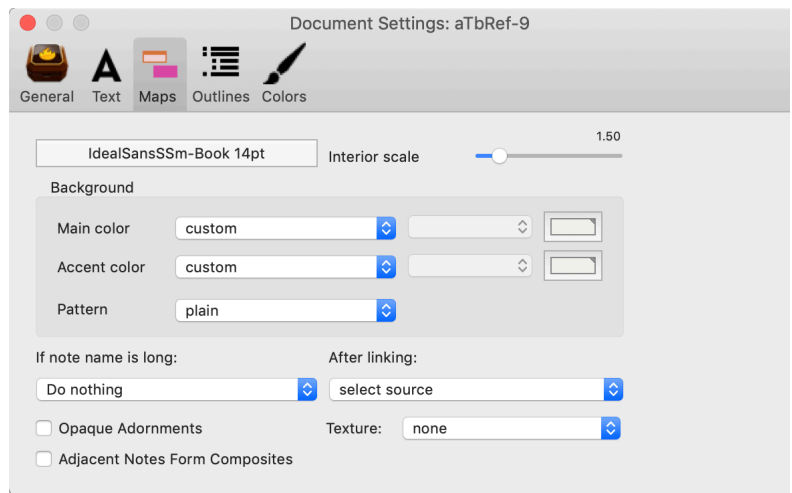 Document Settings: aTbRef-9
General Text Maps Outlines Colors
1.50
IdealSansSSm-Book 14pt Interior scale
Background
Main color custom
Accent color custom
Pattern plain
If note name is long: After linking:
Do nothing select source
Opaque Adornments Texture: none
Adjacent Notes Form Composites